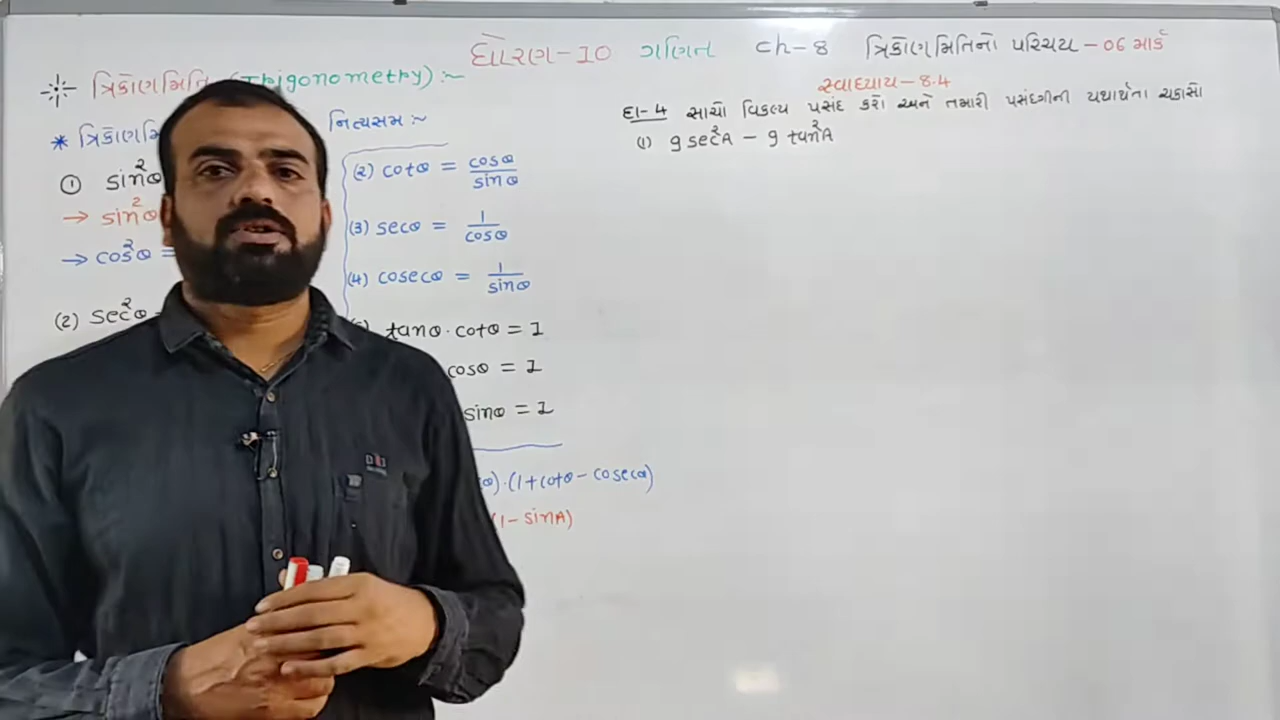 ધોરણ-10 ગણિત ch-8 ત્રિકોણમિતિનો પરિચય - 06 માર્ક
ત્રિકોણમિતિ (Trigonometry) :~
* નિત્યસમ :~
① sin²θ
→ sin²θ
→ cos²θ =
(2) sec²θ
(2) cotθ = cosθ/sinθ
(3) secθ = 1/cosθ
(4) cosecθ = 1/sinθ
tanθ · cotθ = 1
cosθ = 1
sinθ = 1
θ) · (1 + cotθ - cosecθ)
(1 - sinA)
સ્વાધ્યાય - 8.4
દા-4 સાચો વિકલ્પ પસંદ કરો અને તમારી પસંદગીની યથાર્થતા ચકાસો
(1) 9 sec²A - 9 tan²A